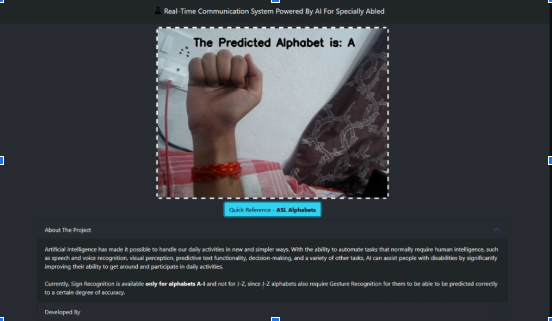 Real-Time Communication System Powered By AI For Specially Abled
The Predicted Alphabet is: A
Quick Reference - ASL Alphabets
About The Project
Artificial Intelligence has made it possible to handle our daily activities in new and simpler ways. With the ability to automate tasks that normally require human intelligence, such
as speech and voice recognition, visual perception, predictive text functionality, decision-making, and a variety of other tasks, AI can assist people with disabilities by significantly
improving their ability to get around and participate in daily activities.
Currently, Sign Recognition is available only for alphabets A-I and not for J-Z, since J-Z alphabets also require Gesture Recognition for them to be able to be predicted correctly
to a certain degree of accuracy.
Developed By